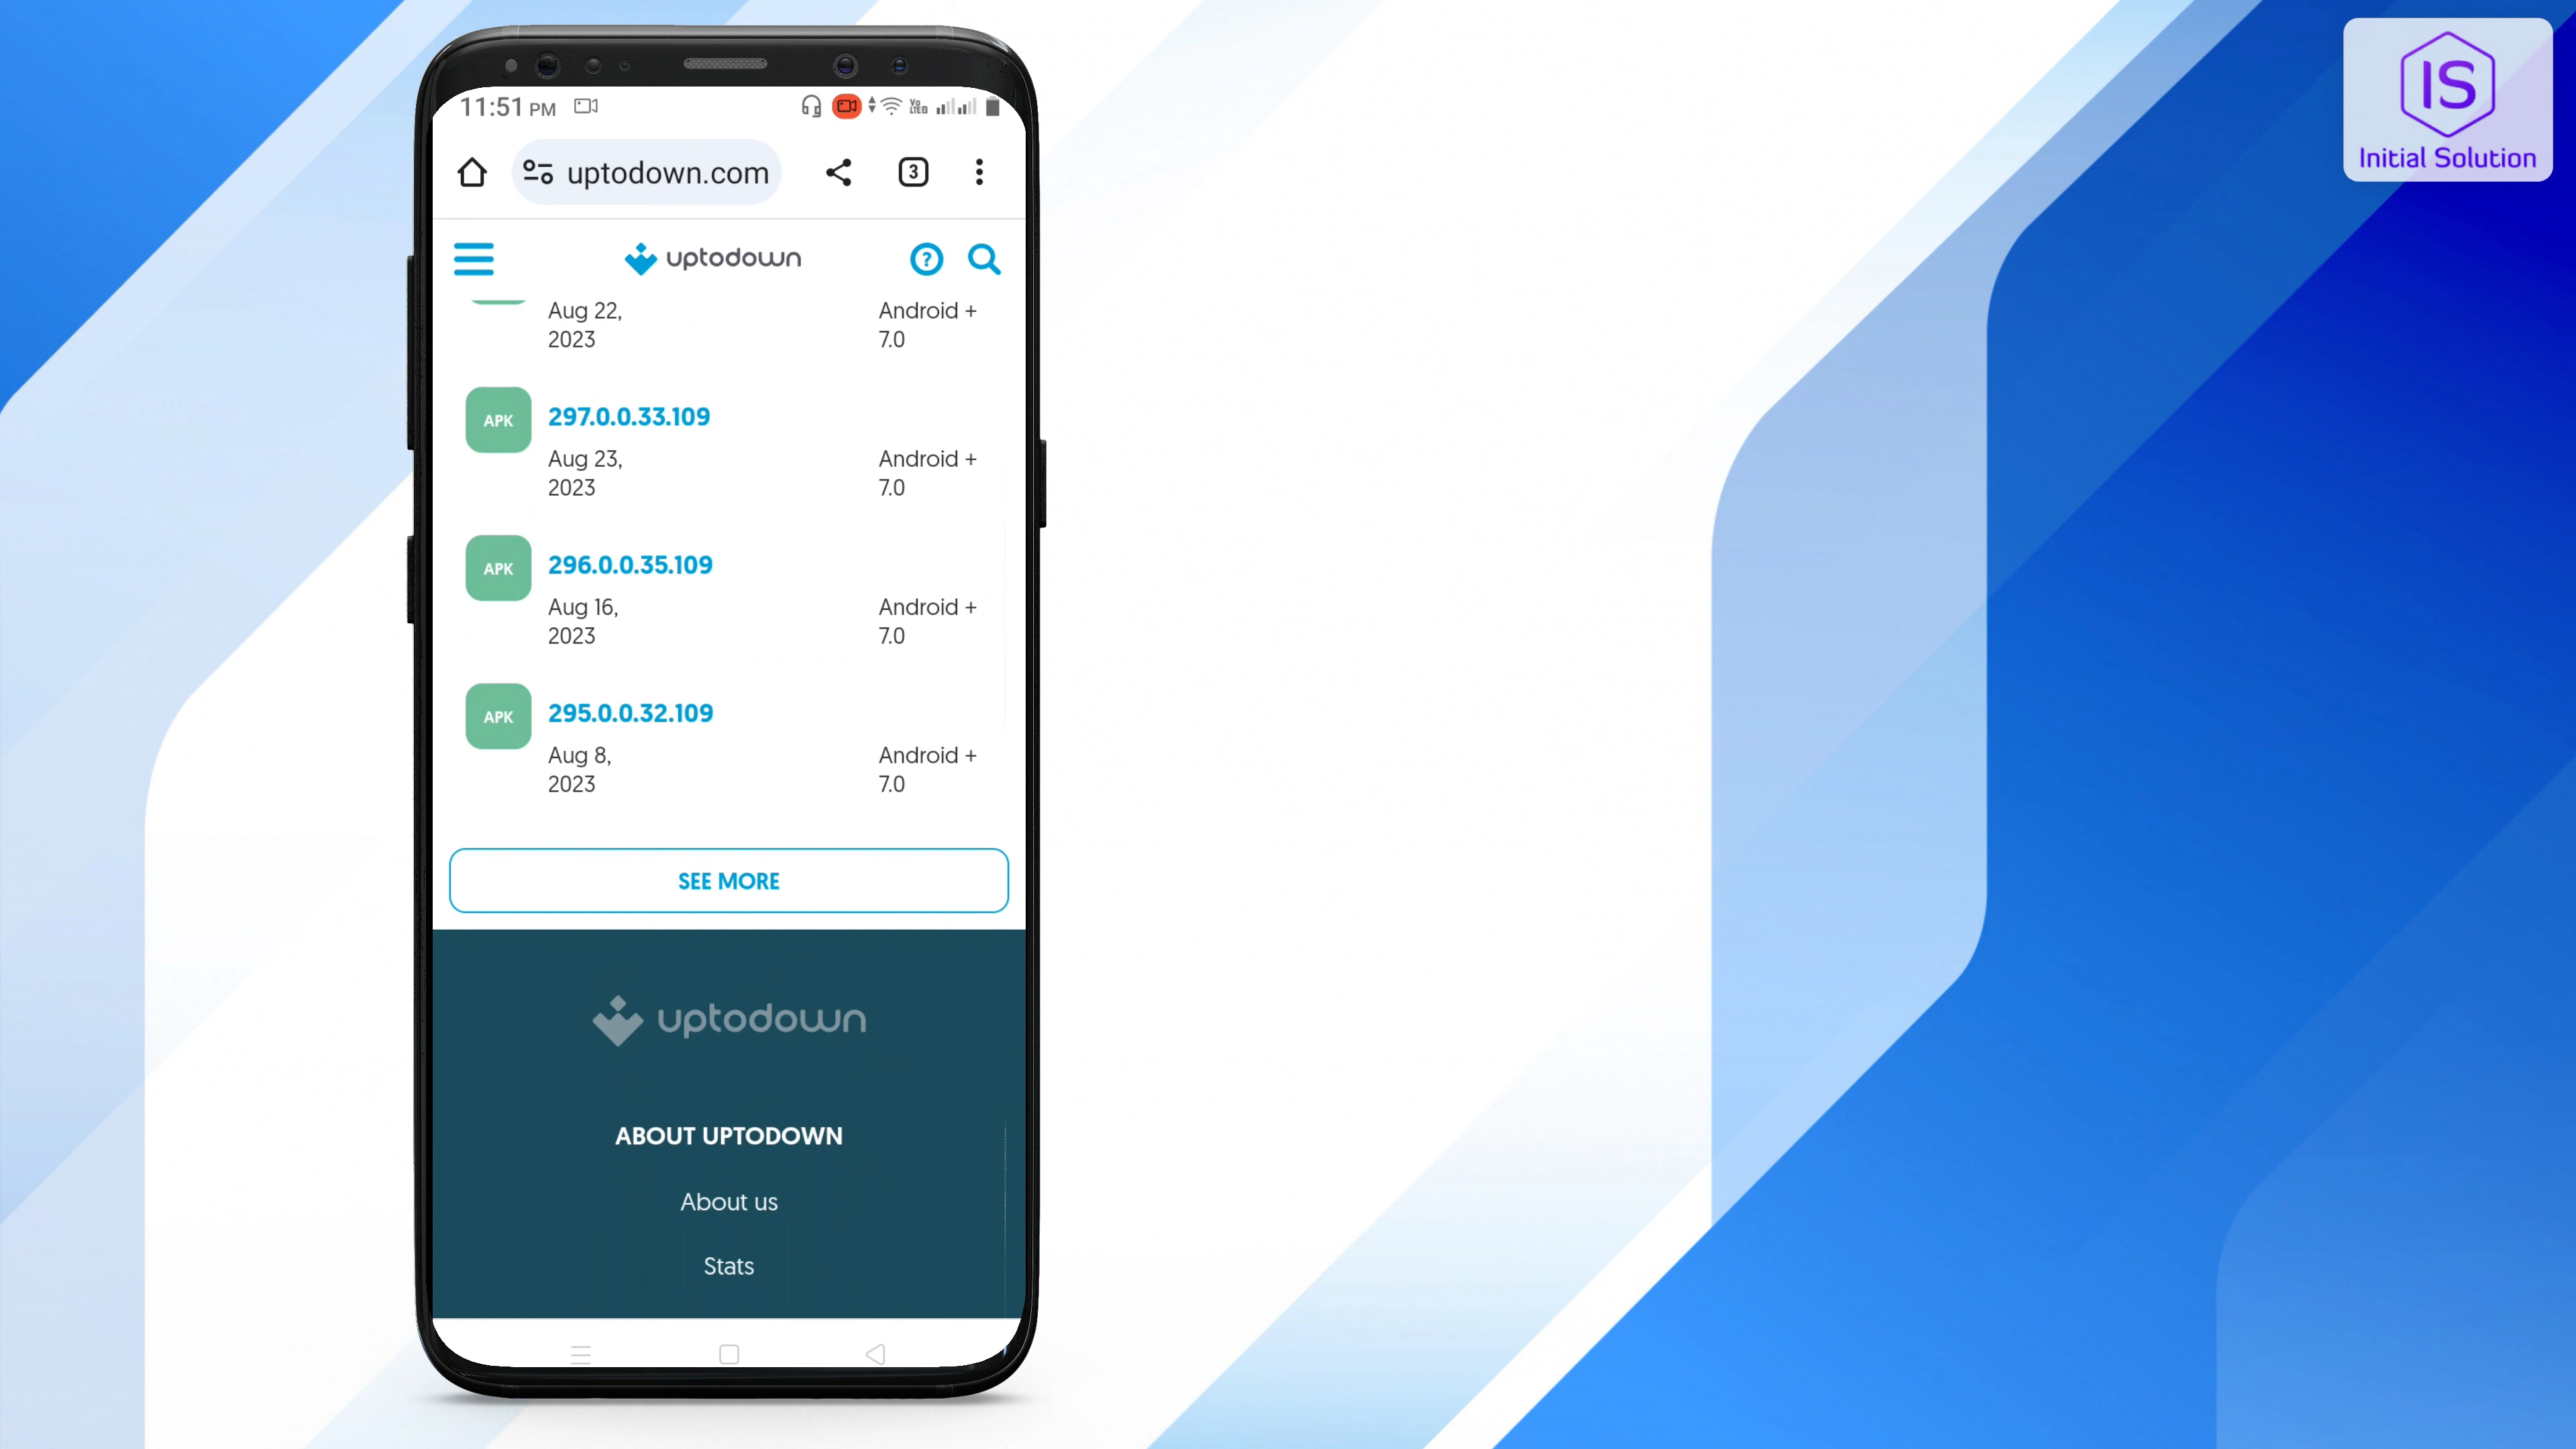 11:51 PM
Vo
LTE2
uptodown.com
3
IS
Initial Solution
uptodown
?
Aug 22,
2023
Android +
7.0
APK
297.0.0.33.109
Aug 23,
2023
Android +
7.0
APK
296.0.0.35.109
Aug 16,
2023
Android +
7.0
APK
295.0.0.32.109
Aug 8,
2023
Android +
7.0
SEE MORE
uptodown
ABOUT UPTODOWN
About us
Stats